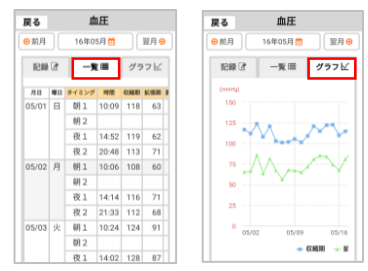 戻る 血圧
前月 16年05月 翌月
記録 一覧 グラフ
月日 曜日 タイミング 時間 収縮期 拡張期
05/01 日 朝1 10:09 118 63
朝2
夜1 14:52 119 62
夜2 20:48 113 71
05/02 月 朝1 10:06 108 60
朝2
夜1 14:14 116 71
夜2 21:33 112 68
05/03 火 朝1 10:24 124 91
朝2
夜1 14:02 128 87
戻る 血圧
前月 16年05月 翌月
記録 一覧 グラフ
(mmHg)
150
125
100
75
50
25
0
05/02 05/09 05/16
収縮期